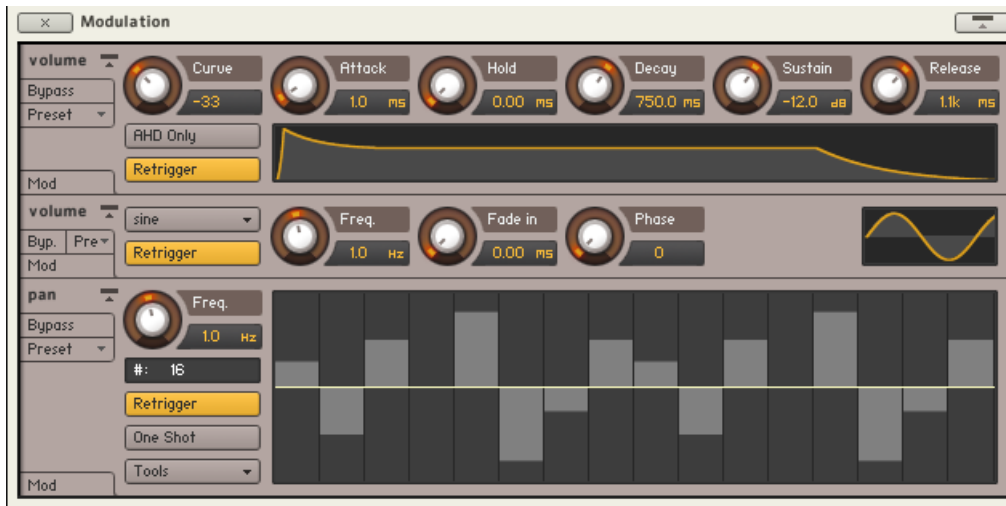 × Modulation
volume
Curve Attack Hold Decay Sustain Release
Bypass
-33 1.0 ms 0.00 ms 750.0 ms -12.0 dB 1.1k ms
Preset
AHD Only
Retrigger
Mod
volume
sine Freq. Fade in Phase
Byp. Pre
Retrigger 1.0 Hz 0.00 ms 0
Mod
pan
Freq.
Bypass
1.0 Hz
Preset
#: 16
Retrigger
One Shot
Tools
Mod